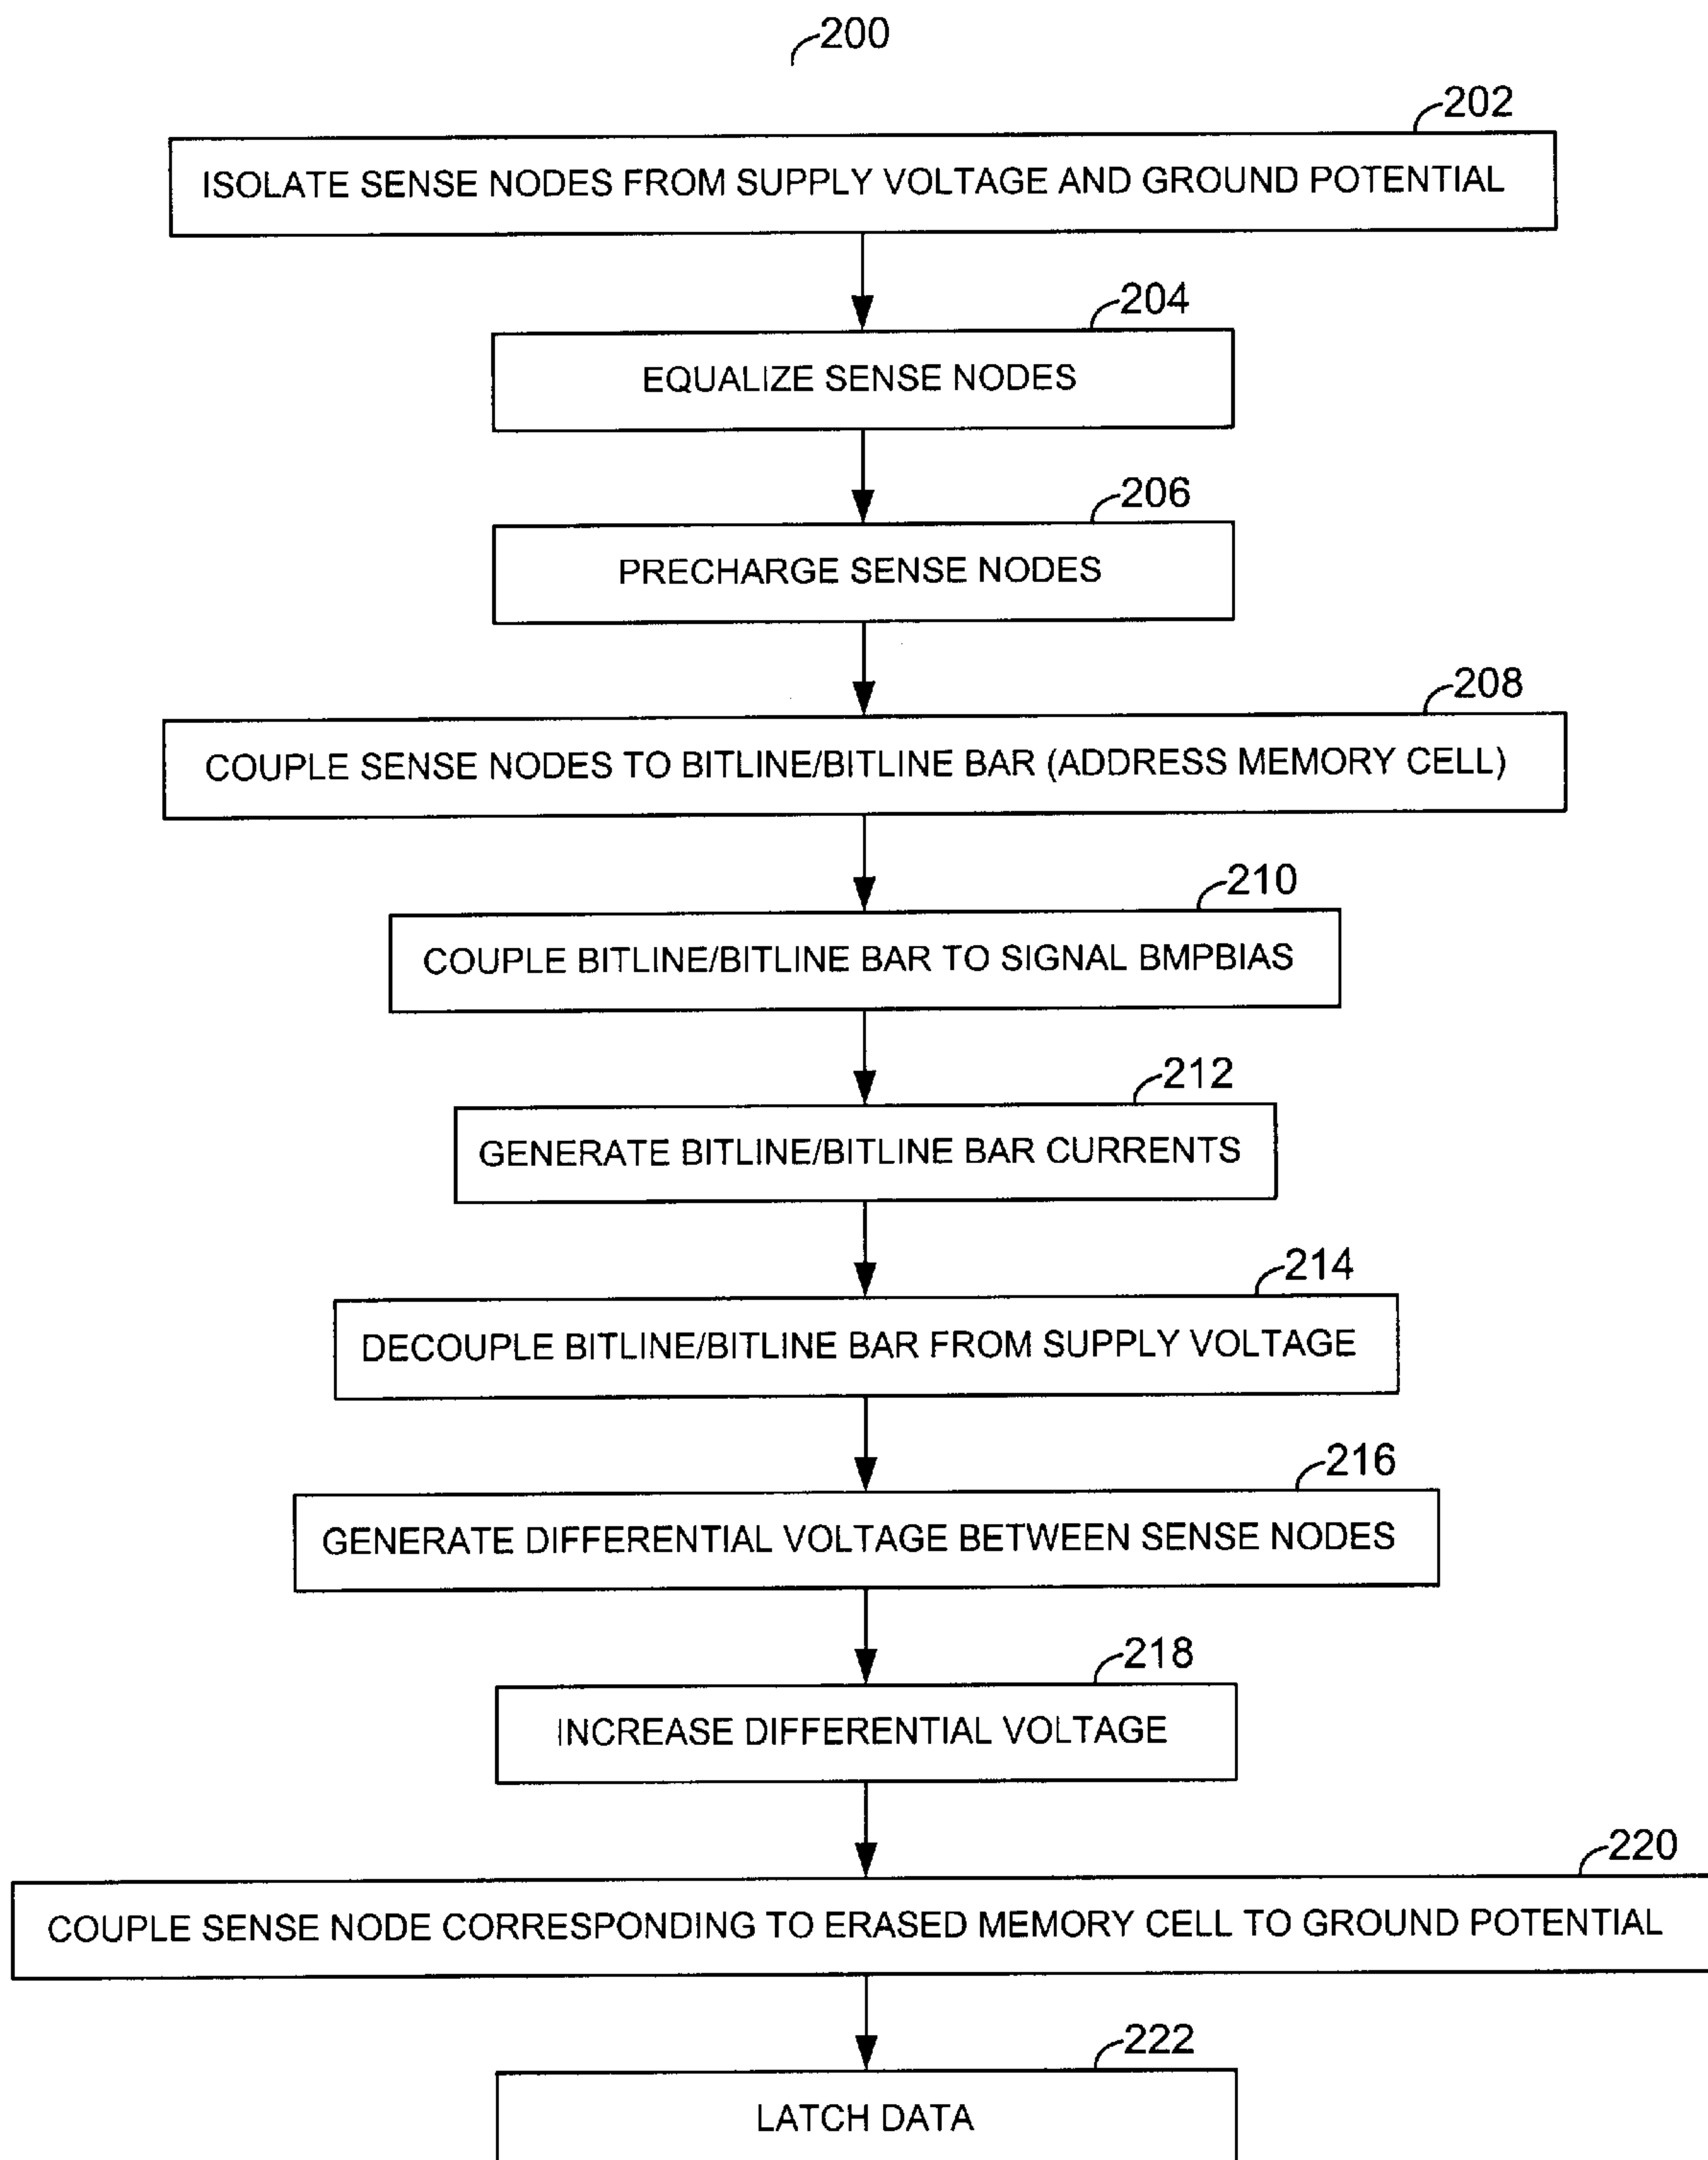 200
202
ISOLATE SENSE NODES FROM SUPPLY VOLTAGE AND GROUND POTENTIAL
204
EQUALIZE SENSE NODES
206
PRECHARGE SENSE NODES
208
COUPLE SENSE NODES TO BITLINE/BITLINE BAR (ADDRESS MEMORY CELL)
210
COUPLE BITLINE/BITLINE BAR TO SIGNAL BMPBIAS
212
GENERATE BITLINE/BITLINE BAR CURRENTS
214
DECOUPLE BITLINE/BITLINE BAR FROM SUPPLY VOLTAGE
216
GENERATE DIFFERENTIAL VOLTAGE BETWEEN SENSE NODES
218
INCREASE DIFFERENTIAL VOLTAGE
220
COUPLE SENSE NODE CORRESPONDING TO ERASED MEMORY CELL TO GROUND POTENTIAL
222
LATCH DATA